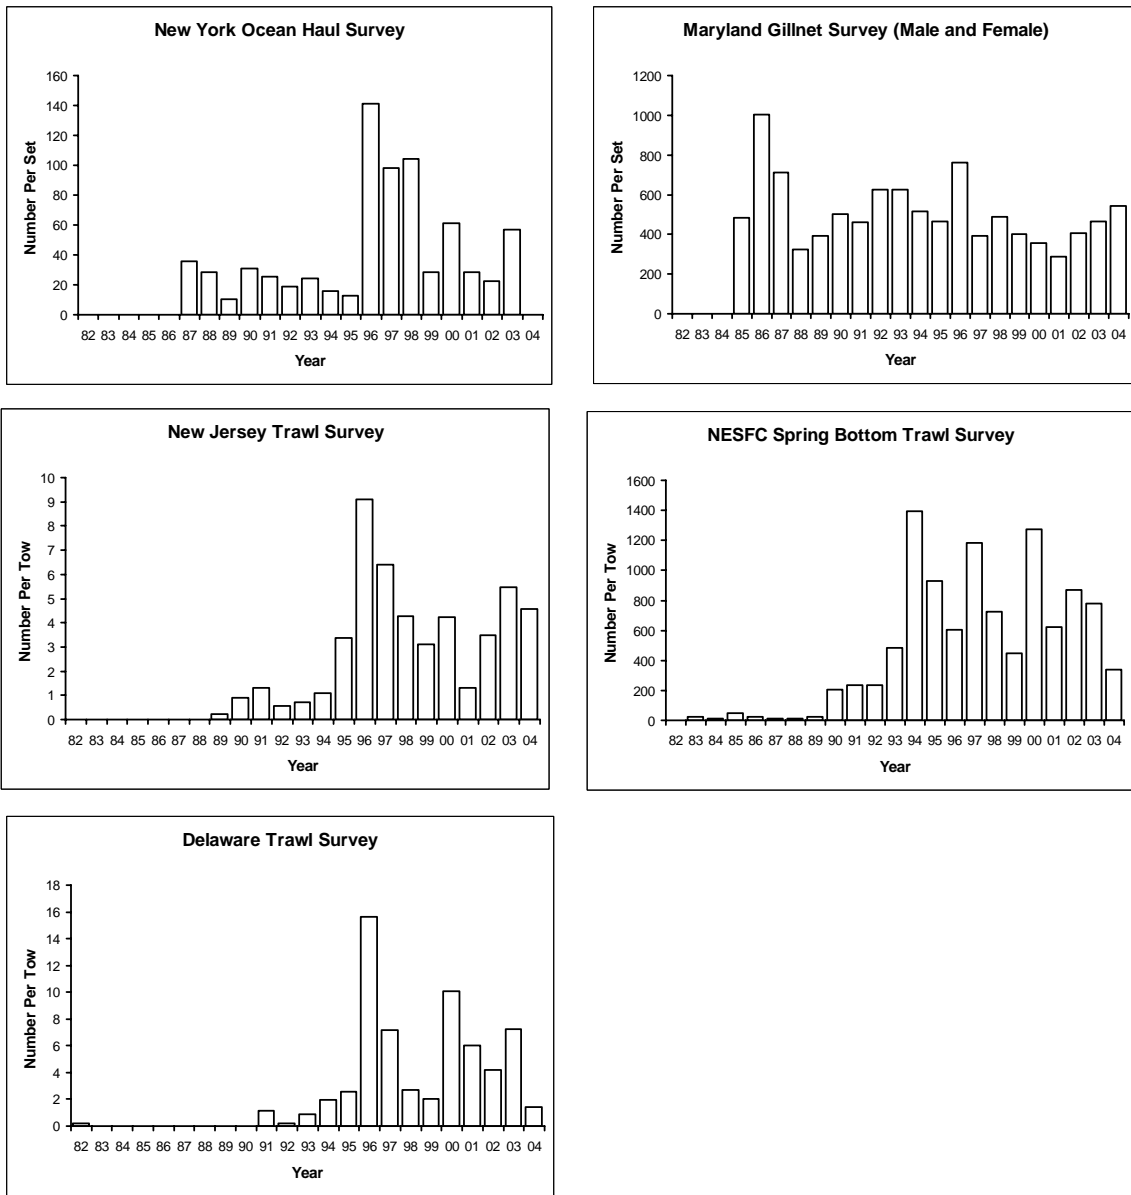 New York Ocean Haul Survey
160
140
120
100
80
60
40
20
0
Number Per Set
82 83 84 85 86 87 88 89 90 91 92 93 94 95 96 97 98 99 00 01 02 03 04
Year
Maryland Gillnet Survey (Male and Female)
1200
1000
800
600
400
200
0
Number Per Set
82 83 84 85 86 87 88 89 90 91 92 93 94 95 96 97 98 99 00 01 02 03 04
Year
New Jersey Trawl Survey
10
9
8
7
6
5
4
3
2
1
0
Number Per Tow
82 83 84 85 86 87 88 89 90 91 92 93 94 95 96 97 98 99 00 01 02 03 04
Year
NESFC Spring Bottom Trawl Survey
1600
1400
1200
1000
800
600
400
200
0
Number Per Tow
82 83 84 85 86 87 88 89 90 91 92 93 94 95 96 97 98 99 00 01 02 03 04
Year
Delaware Trawl Survey
18
16
14
12
10
8
6
4
2
0
Number Per Tow
82 83 84 85 86 87 88 89 90 91 92 93 94 95 96 97 98 99 00 01 02 03 04
Year